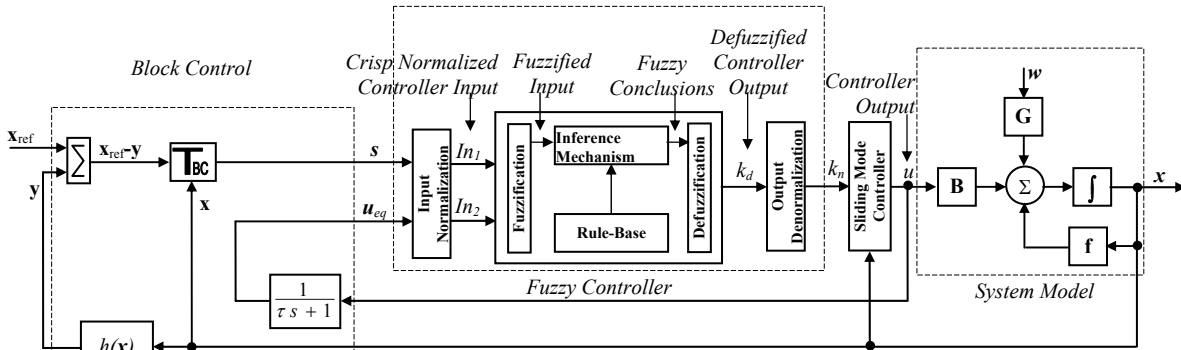 Block Control
Crisp Normalized
Controller Input
Fuzzified
Input
Fuzzy
Conclusions
Defuzzified
Controller
Output
Controller
Output
System Model
Fuzzy Controller
x_ref
Σ
x_ref-y
y
T_BC
x
s
u_eq
Input
Normalization
In_1
In_2
Fuzzification
Inference
Mechanism
Rule-Base
Defuzzification
k_d
Output
Denormalization
k_n
Sliding Mode
Controller
u
B
w
G
Σ
∫
f
x
1
τ s + 1
h(x)